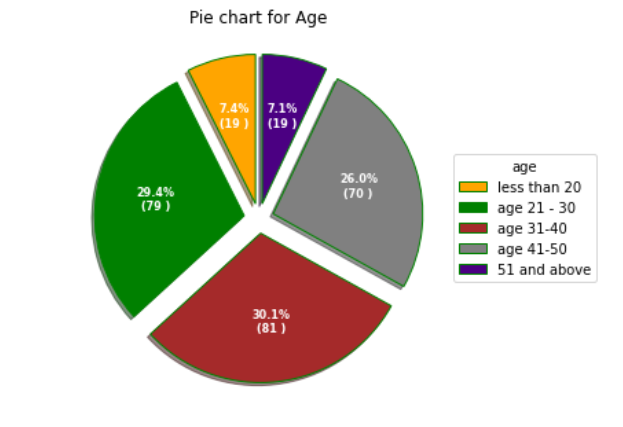 Pie chart for Age
7.4%
(19 )
7.1%
(19 )
29.4%
(79 )
26.0%
(70 )
30.1%
(81 )
age
less than 20
age 21 - 30
age 31-40
age 41-50
51 and above